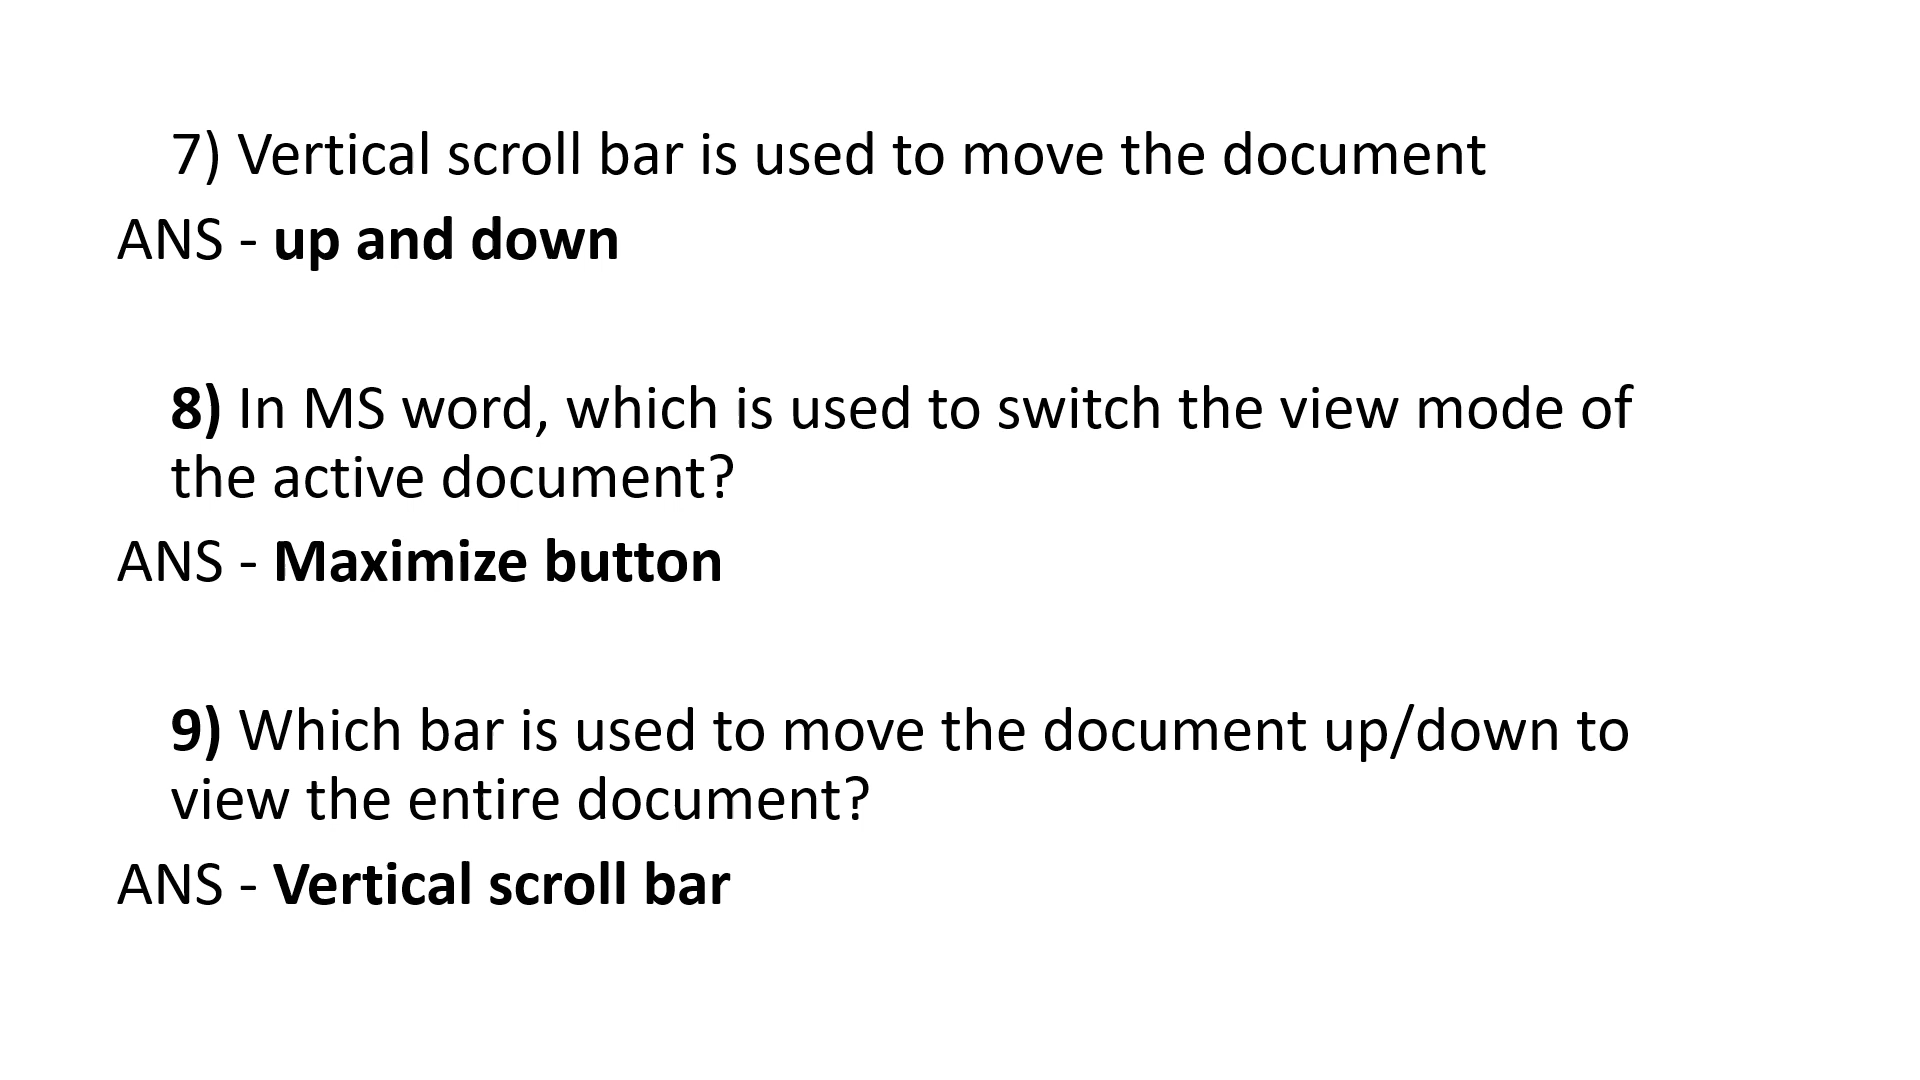 7) Vertical scroll bar is used to move the document
ANS - up and down
8) In MS word, which is used to switch the view mode of
the active document?
ANS - Maximize button
9) Which bar is used to move the document up/down to
view the entire document?
ANS - Vertical scroll bar